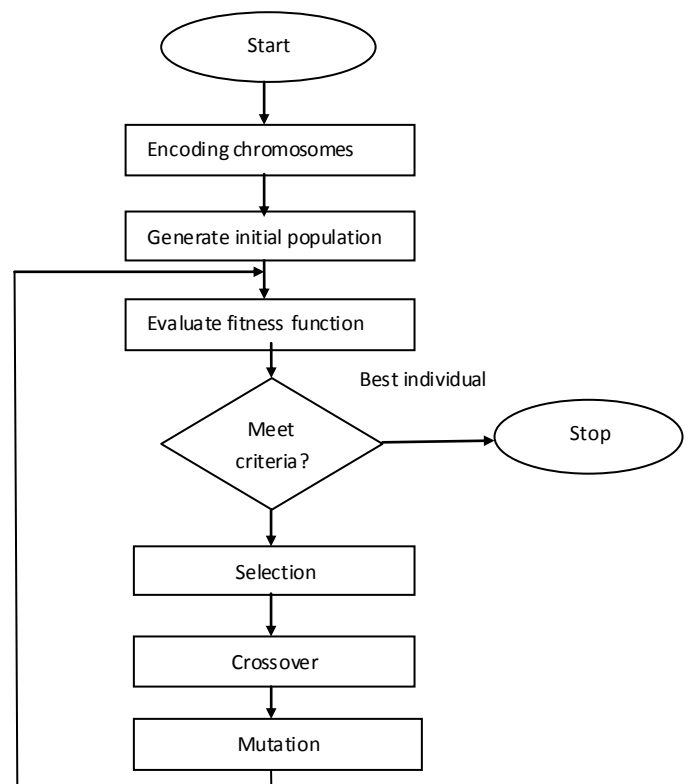 Start
Encoding chromosomes
Generate initial population
Evaluate fitness function
Best individual
Meet
criteria?
Stop
Selection
Crossover
Mutation